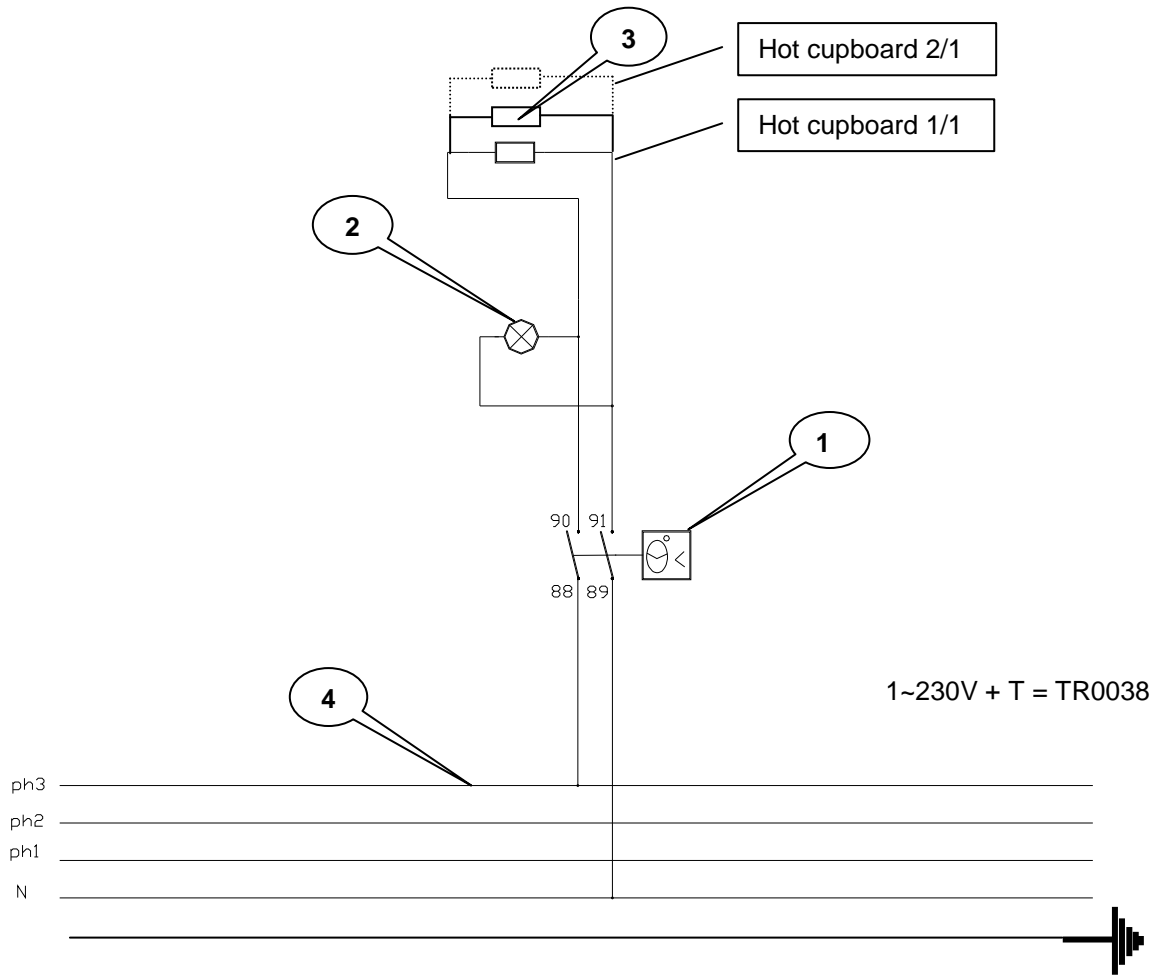 3
Hot cupboard 2/1
Hot cupboard 1/1
2
1
90 91
88 89
1~230V + T = TR0038
4
ph3
ph2
ph1
N